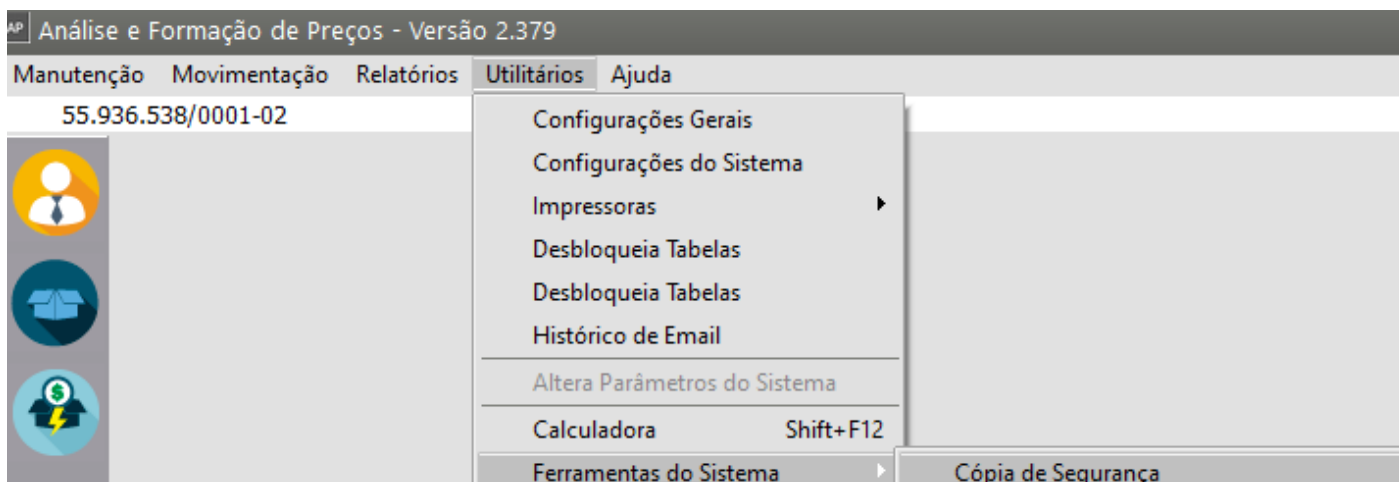 AP Análise e Formação de Preços - Versão 2.379
Manutenção Movimentação Relatórios Utilitários Ajuda
55.936.538/0001-02
Configurações Gerais
Configurações do Sistema
Impressoras
Desbloqueia Tabelas
Desbloqueia Tabelas
Histórico de Email
Altera Parâmetros do Sistema
Calculadora Shift+F12
Ferramentas do Sistema Cópia de Segurança